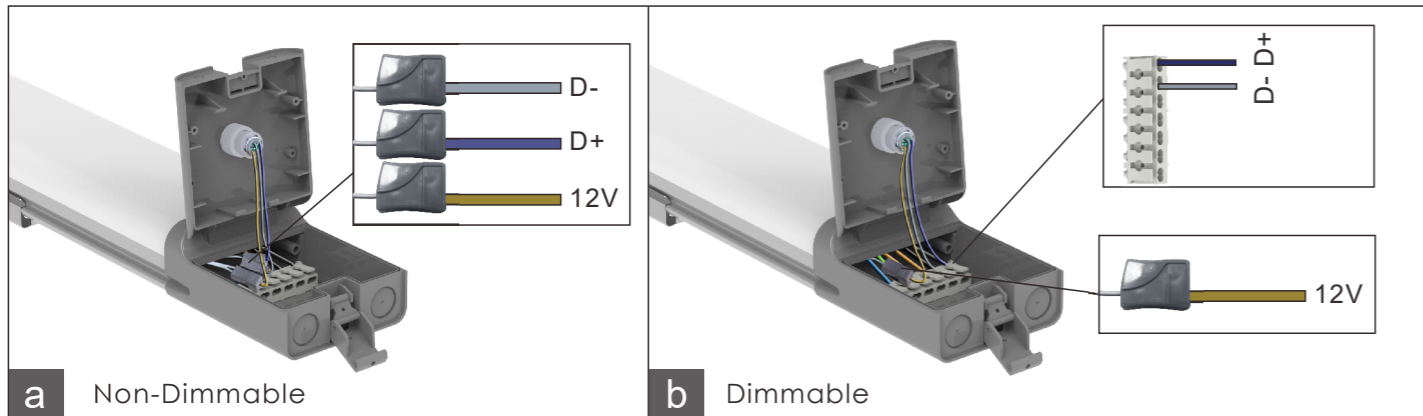 D-
D+
12V
a Non-Dimmable
D+
D-
12V
b Dimmable